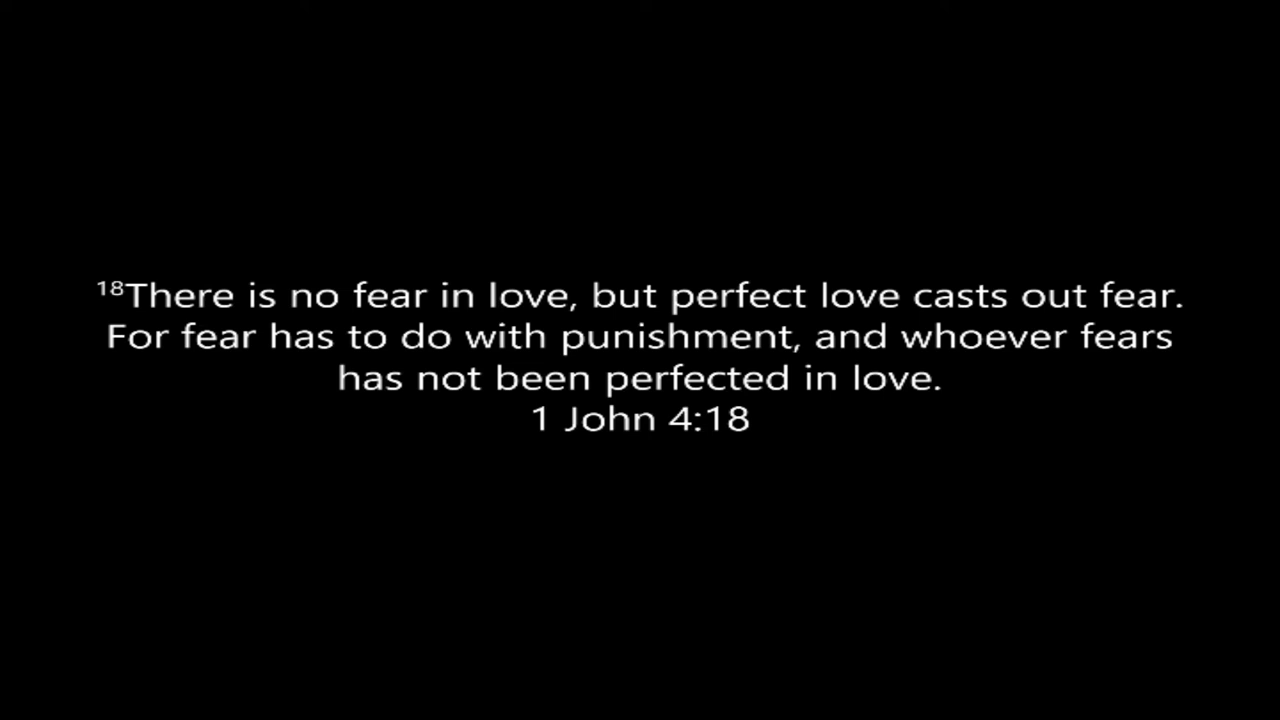 ¹⁸There is no fear in love, but perfect love casts out fear.
For fear has to do with punishment, and whoever fears
has not been perfected in love.
1 John 4:18